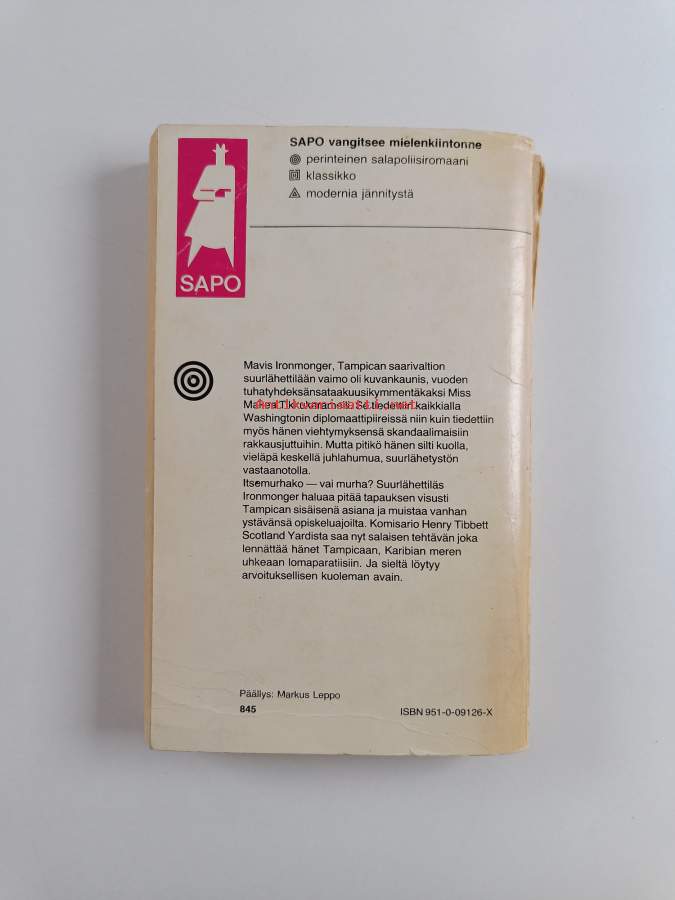 SAPO vangitsee mielenkiintonne
perinteinen salapoliisiromaani
klassikko
modernia jännitystä
SAPO
Mavis Ironmonger, Tampican saarivaltion
suurlähettilään vaimo oli kuvankaunis, vuoden
tuhatyhdeksänsataakuusikymmentäkaksi Miss
kaikkialla
Washingtonin diplomaattipiireissä niin kuin tiedettiin
myös hänen viehtymyksensä skandaalimaisiin
rakkausjuttuihin. Mutta pitikö hänen silti kuolla,
vieläpä keskellä juhlahumua, suurlähetystön
vastaanotolla.
Itsemurhako — vai murha? Suurlähettiläs
Ironmonger haluaa pitää tapauksen visusti
Tampican sisäisenä asiana ja muistaa vanhan
ystävänsä opiskeluajoilta. Komisario Henry Tibbett
Scotland Yardista saa nyt salaisen tehtävän joka
lennättää hänet Tampicaan, Karibian meren
uhkeaan lomaparatiisiin. Ja sieltä löytyy
arvoituksellisen kuoleman avain.
Päällys: Markus Leppo
845
ISBN 951-0-09126-X